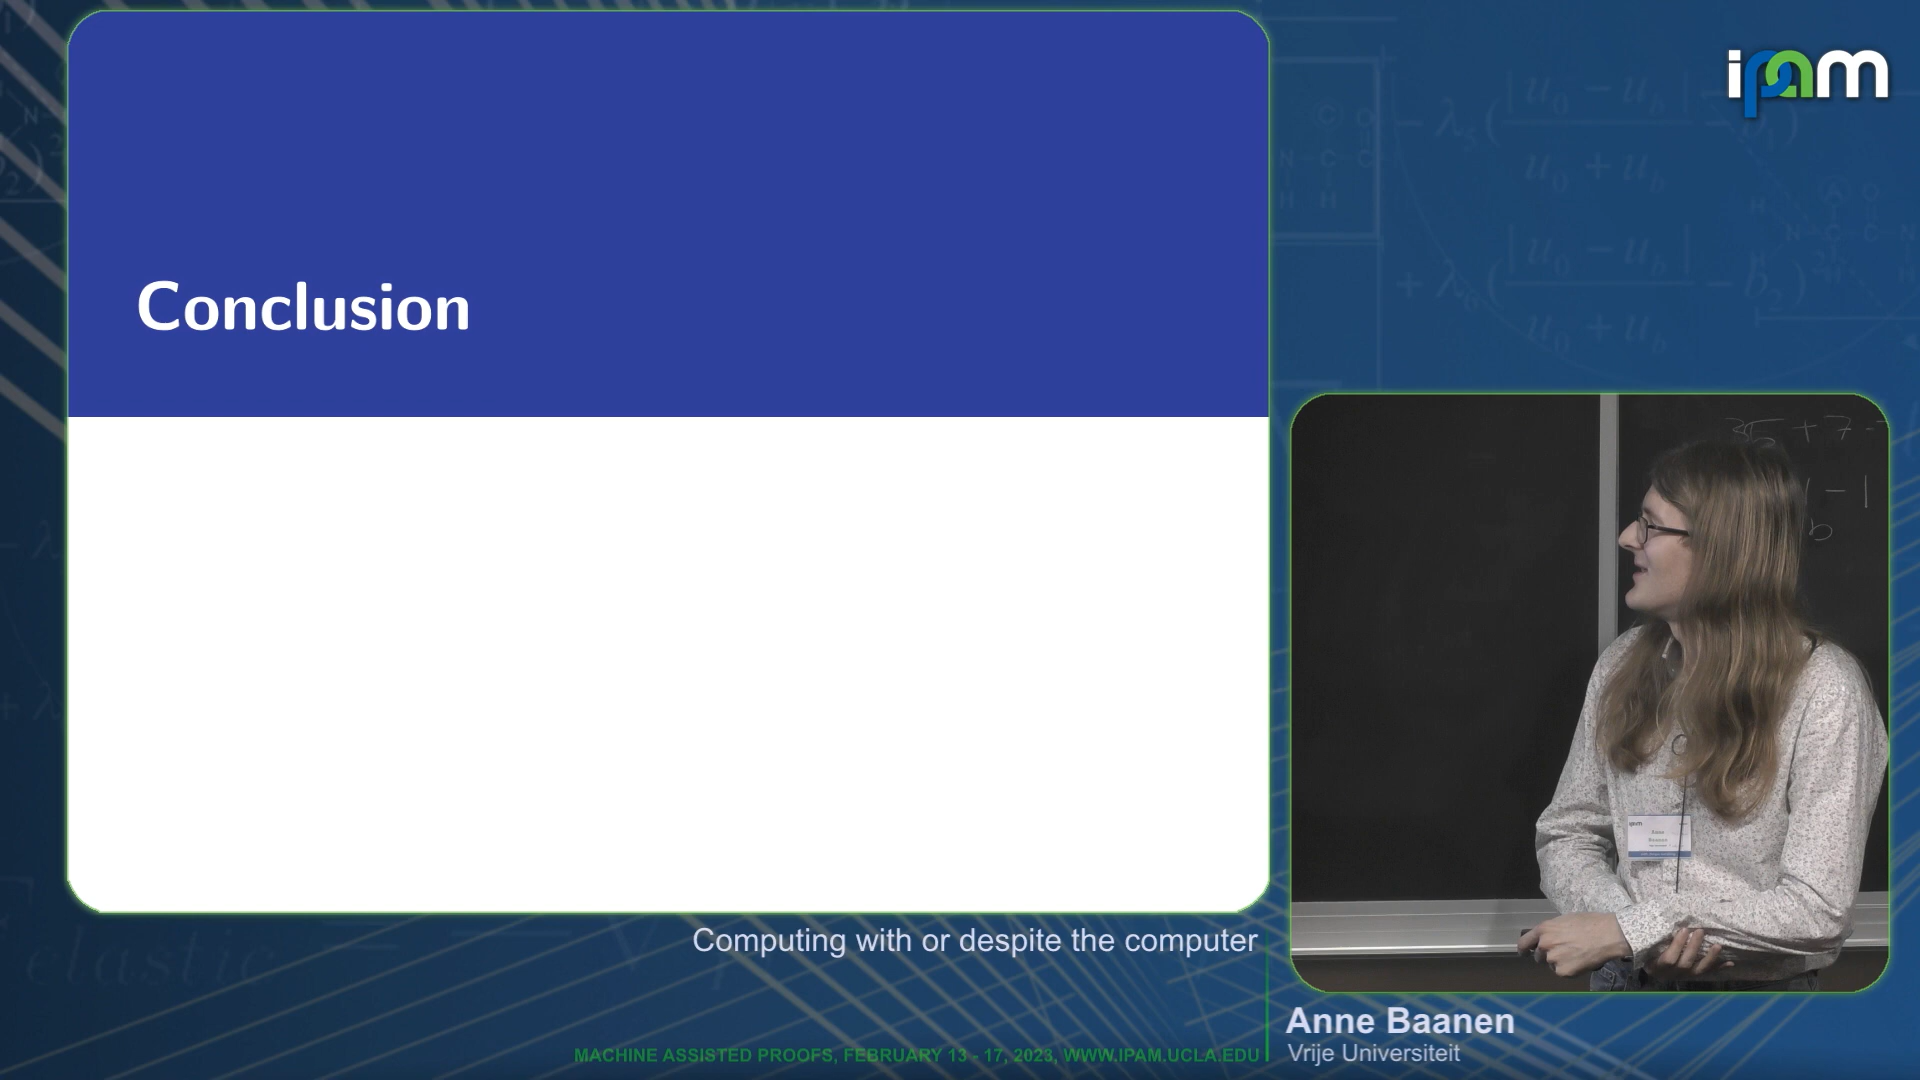 ipam
Conclusion
Computing with or despite the computer
Anne Baanen
Vrije Universiteit
MACHINE ASSISTED PROOFS, FEBRUARY 13 - 17, 2023, WWW.IPAM.UCLA.EDU